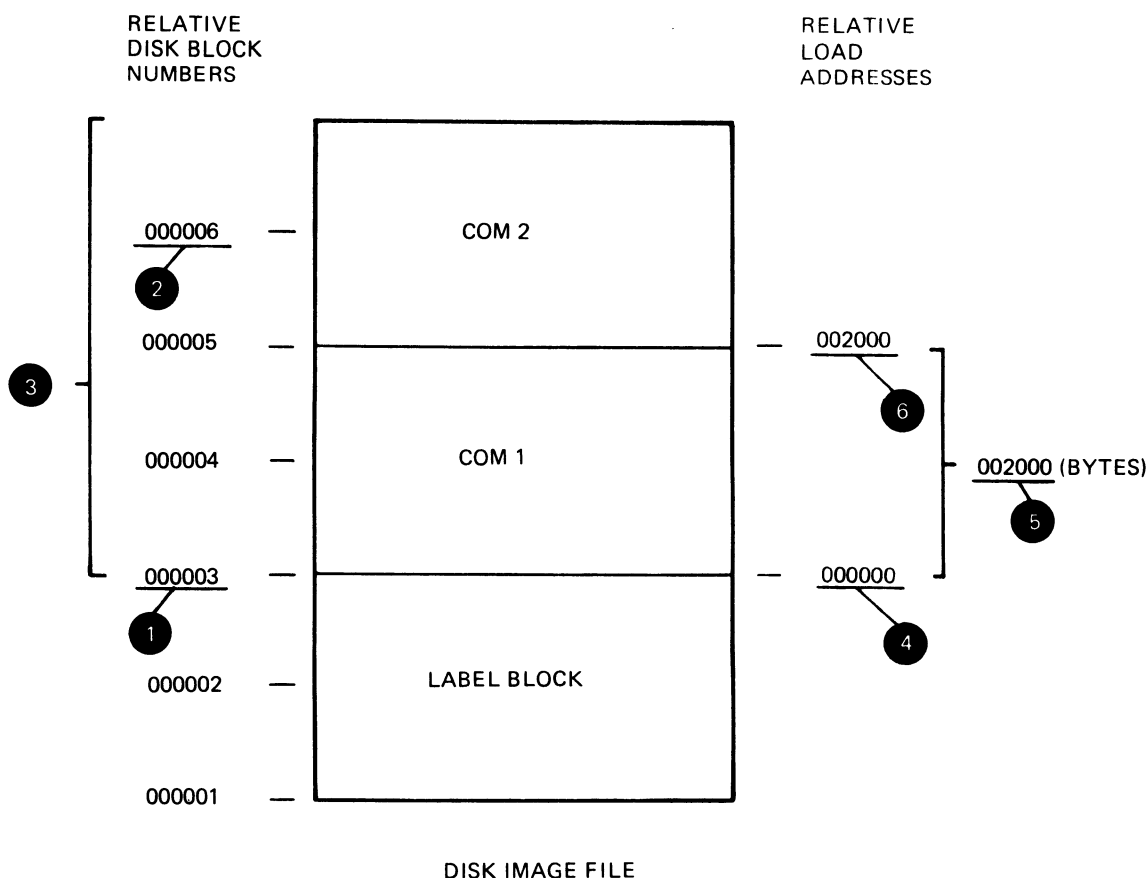 RELATIVE
DISK BLOCK
NUMBERS
RELATIVE
LOAD
ADDRESSES
000006
COM 2
2
000005
002000
3
6
000004
COM 1
002000 (BYTES)
5
000003
000000
1
4
000002
LABEL BLOCK
000001
DISK IMAGE FILE